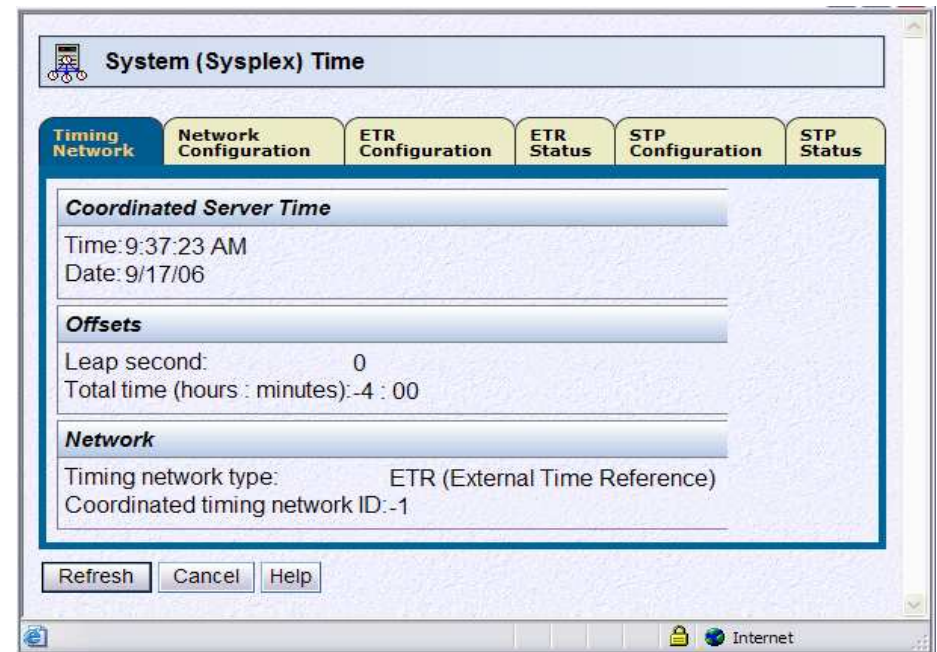 System (Sysplex) Time
Timing Network
Network Configuration
ETR Configuration
ETR Status
STP Configuration
STP Status
Coordinated Server Time
Time: 9:37:23 AM
Date: 9/17/06
Offsets
Leap second: 0
Total time (hours : minutes):-4 : 00
Network
Timing network type: ETR (External Time Reference)
Coordinated timing network ID:-1
Refresh Cancel Help
Internet